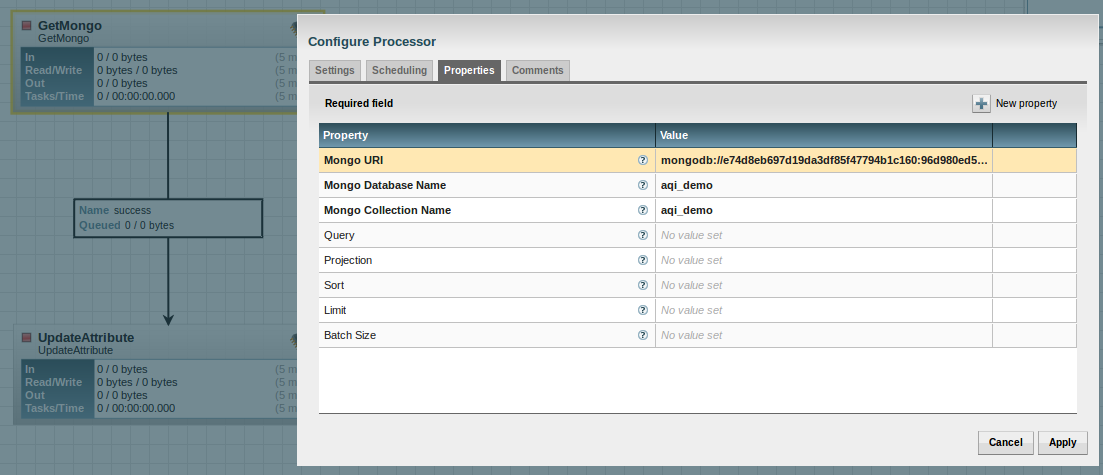 GetMongo
GetMongo
In 0 / 0 bytes (5 m
Read/Write 0 bytes / 0 bytes (5 m
Out 0 / 0 bytes (5 m
Tasks/Time 0 / 00:00:00.000 (5 m
Name success
Queued 0 / 0 bytes
UpdateAttribute
UpdateAttribute
In 0 / 0 bytes (5 m
Read/Write 0 bytes / 0 bytes (5 m
Out 0 / 0 bytes (5 m
Tasks/Time 0 / 00:00:00.000 (5 m
Configure Processor
Settings Scheduling Properties Comments
Required field New property
Property Value
Mongo URI ? mongodb://e74d8eb697d19da3df85f47794b1c160:96d980ed5...
Mongo Database Name ? aqi_demo
Mongo Collection Name ? aqi_demo
Query ? No value set
Projection ? No value set
Sort ? No value set
Limit ? No value set
Batch Size ? No value set
Cancel Apply